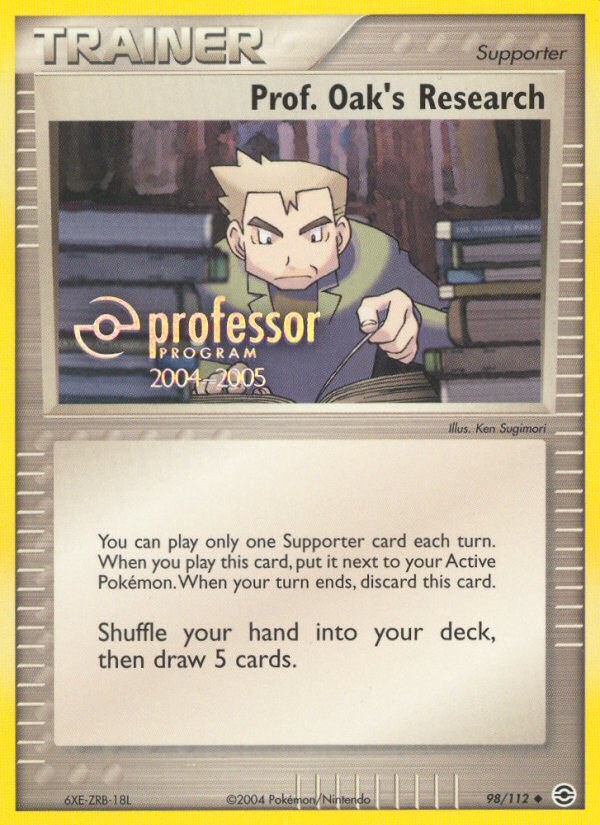 TRAINER
Supporter
Prof. Oak's Research
professor
PROGRAM
2004-2005
Illus. Ken Sugimori
You can play only one Supporter card each turn.
When you play this card, put it next to your Active
Pokémon. When your turn ends, discard this card.
Shuffle your hand into your deck,
then draw 5 cards.
6XE-ZRB-18L
©2004 Pokémon/Nintendo
98/112 ◆